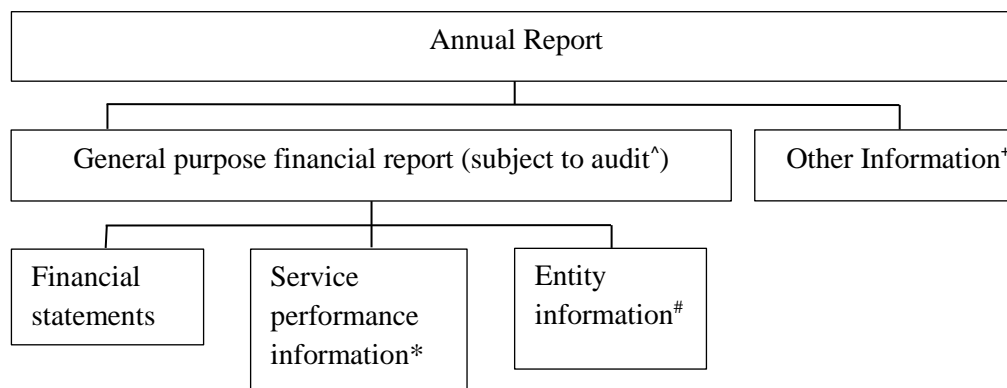 Annual Report
General purpose financial report (subject to audit^)
Other Information+
Financial
statements
Service
performance
information*
Entity
information#